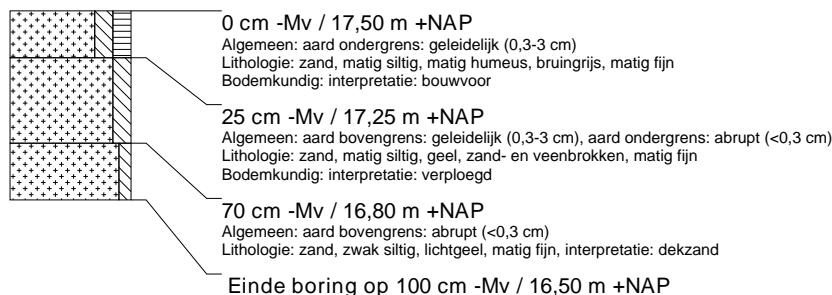 0 cm -Mv / 17,50 m +NAP
Algemeen: aard ondergrens: geleidelijk (0,3-3 cm)
Lithologie: zand, matig siltig, matig humeus, bruingrijs, matig fijn
Bodemkundig: interpretatie: bouwvoor
25 cm -Mv / 17,25 m +NAP
Algemeen: aard bovengrens: geleidelijk (0,3-3 cm), aard ondergrens: abrupt (<0,3 cm)
Lithologie: zand, matig siltig, geel, zand- en veenbrokken, matig fijn
Bodemkundig: interpretatie: verploegd
70 cm -Mv / 16,80 m +NAP
Algemeen: aard bovengrens: abrupt (<0,3 cm)
Lithologie: zand, zwak siltig, lichtgeel, matig fijn, interpretatie: dekzand
Einde boring op 100 cm -Mv / 16,50 m +NAP